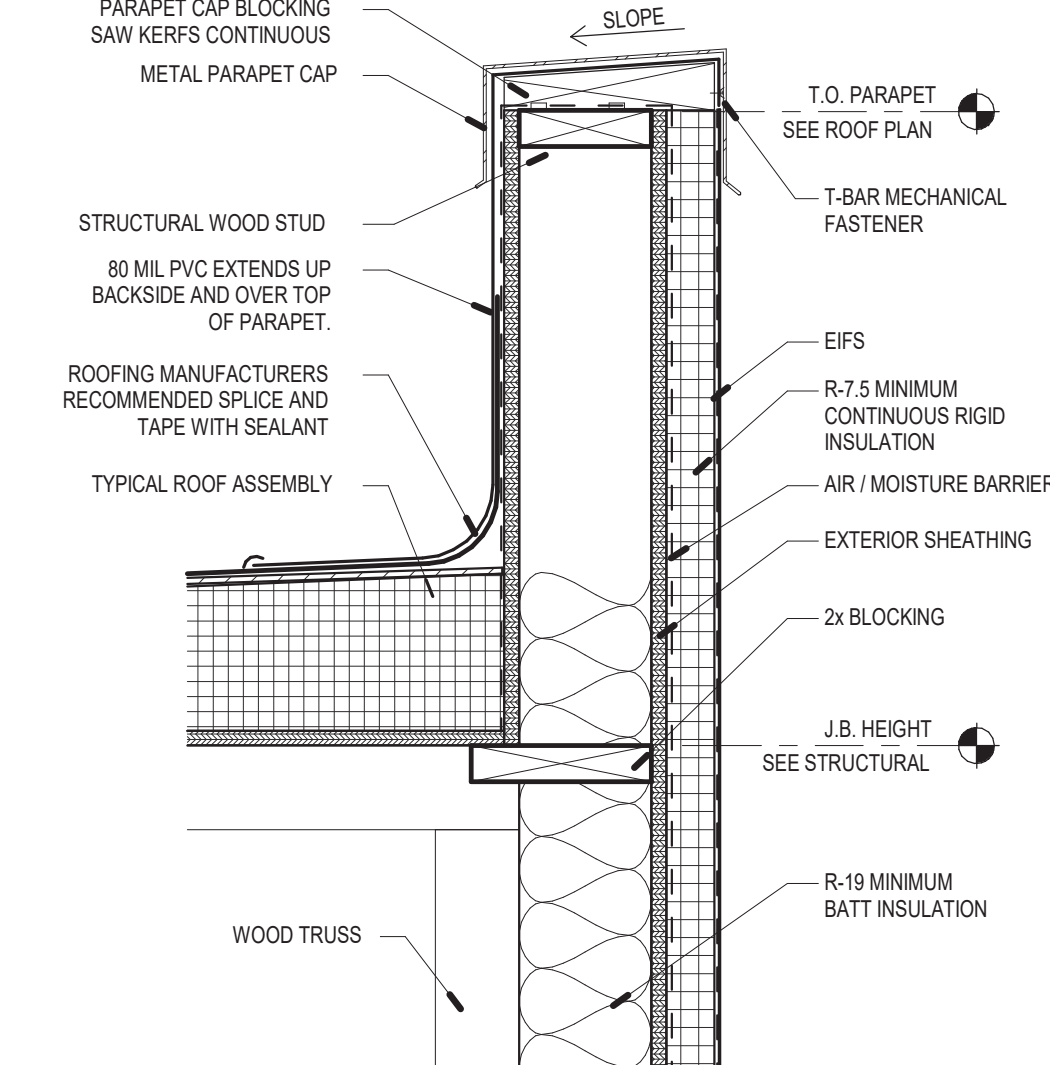 PARAPET CAP BLOCKING
SAW KERFS CONTINUOUS
METAL PARAPET CAP
STRUCTURAL WOOD STUD
80 MIL PVC EXTENDS UP
BACKSIDE AND OVER TOP
OF PARAPET.
ROOFING MANUFACTURERS
RECOMMENDED SPLICE AND
TAPE WITH SEALANT
TYPICAL ROOF ASSEMBLY
WOOD TRUSS
SLOPE
T.O. PARAPET
SEE ROOF PLAN
T-BAR MECHANICAL
FASTENER
EIFS
R-7.5 MINIMUM
CONTINUOUS RIGID
INSULATION
AIR / MOISTURE BARRIER
EXTERIOR SHEATHING
2x BLOCKING
J.B. HEIGHT
SEE STRUCTURAL
R-19 MINIMUM
BATT INSULATION